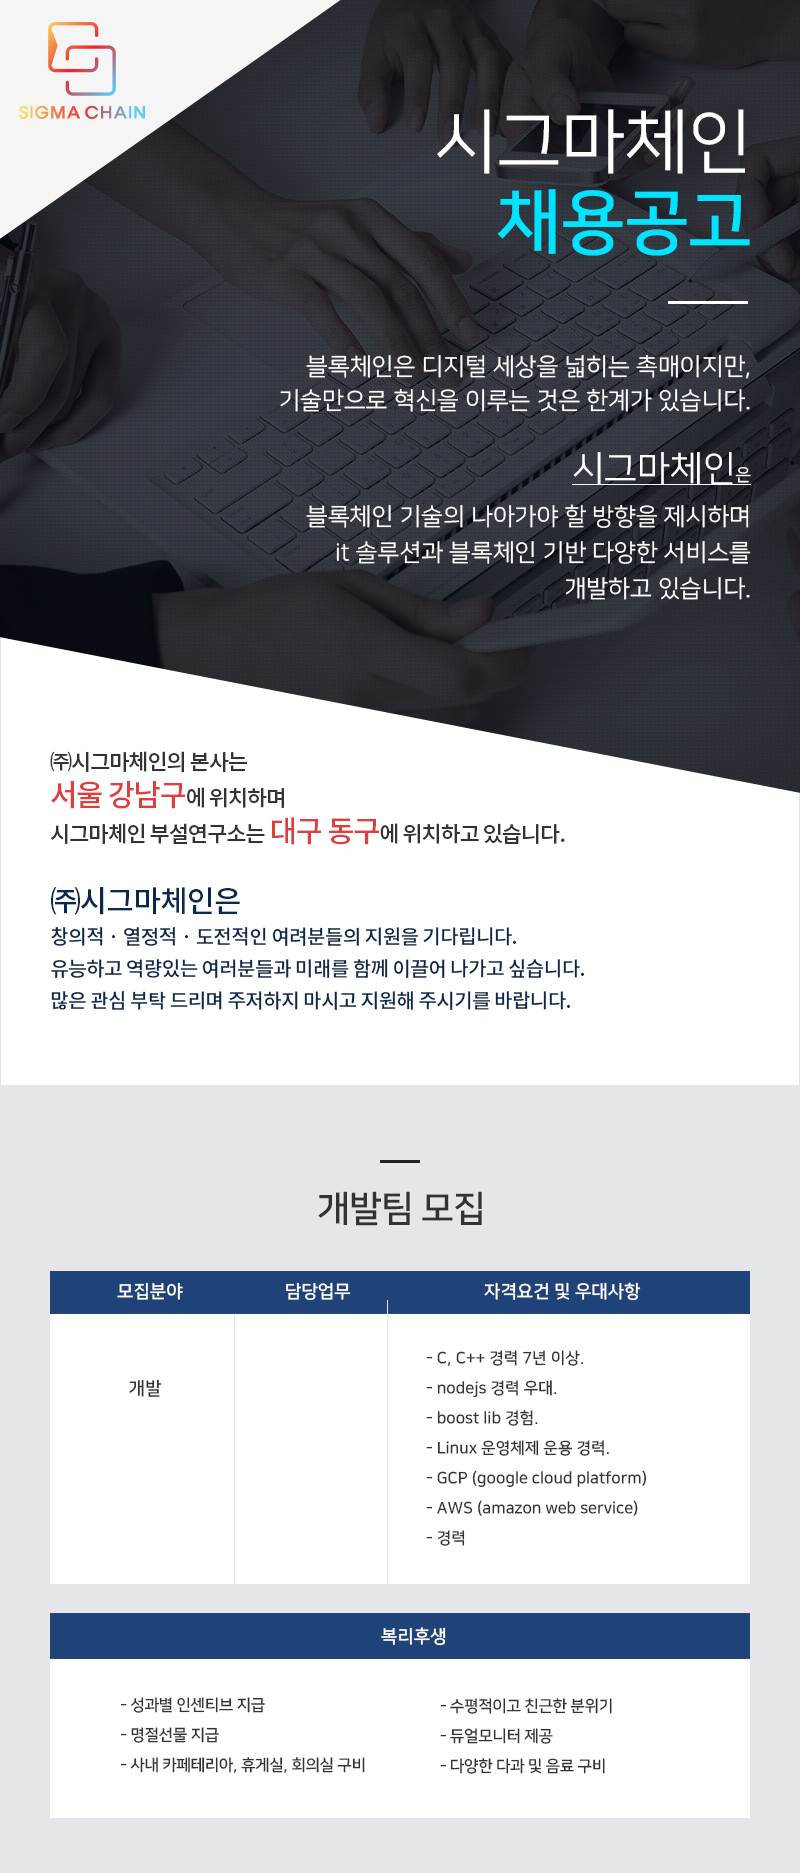 SIGMA CHAIN
시그마체인
채용공고
블록체인은 디지털 세상을 넓히는 촉매이지만,
기술만으로 혁신을 이루는 것은 한계가 있습니다.
시그마체인은
블록체인 기술의 나아가야 할 방향을 제시하며
it 솔루션과 블록체인 기반 다양한 서비스를
개발하고 있습니다.
㈜시그마체인의 본사는
서울 강남구에 위치하며
시그마체인 부설연구소는 대구 동구에 위치하고 있습니다.
㈜시그마체인은
창의적 · 열정적 · 도전적인 여려분들의 지원을 기다립니다.
유능하고 역량있는 여러분들과 미래를 함께 이끌어 나가고 싶습니다.
많은 관심 부탁 드리며 주저하지 마시고 지원해 주시기를 바랍니다.
개발팀 모집
모집분야 담당업무 자격요건 및 우대사항
개발
- C, C++ 경력 7년 이상.
- nodejs 경력 우대.
- boost lib 경험.
- Linux 운영체제 운용 경력.
- GCP (google cloud platform)
- AWS (amazon web service)
- 경력
복리후생
- 성과별 인센티브 지급
- 명절선물 지급
- 사내 카페테리아, 휴게실, 회의실 구비
- 수평적이고 친근한 분위기
- 듀얼모니터 제공
- 다양한 다과 및 음료 구비